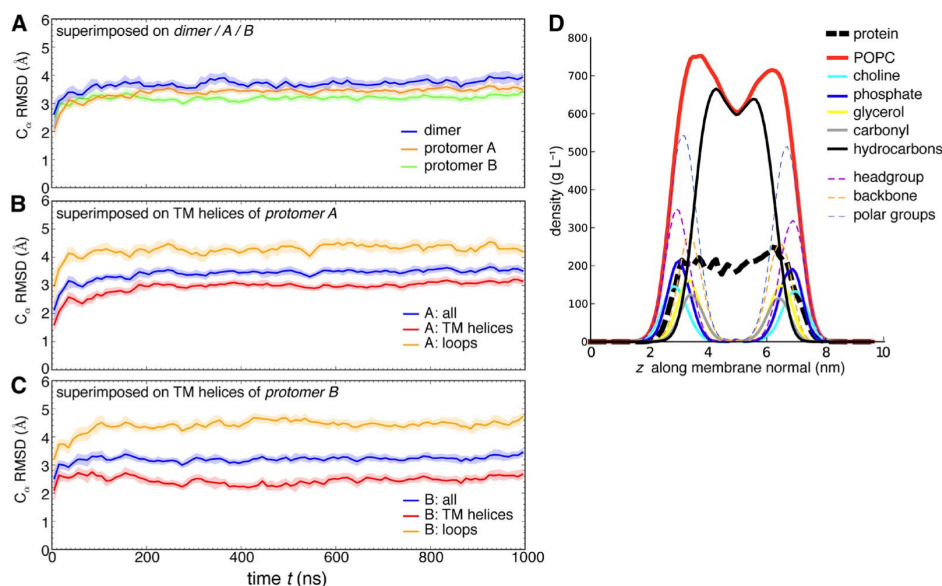 A
superimposed on dimer / A / B
Cα RMSD (Å)
6
5
4
3
2
1
0
dimer
protomer A
protomer B
B
superimposed on TM helices of protomer A
Cα RMSD (Å)
6
5
4
3
2
1
0
A: all
A: TM helices
A: loops
C
superimposed on TM helices of protomer B
Cα RMSD (Å)
6
5
4
3
2
1
0
B: all
B: TM helices
B: loops
0 200 400 600 800 1000
time t (ns)
D
density (g L⁻¹)
800
700
600
500
400
300
200
100
0
0 2 4 6 8 10
z along membrane normal (nm)
protein
POPC
choline
phosphate
glycerol
carbonyl
hydrocarbons
headgroup
backbone
polar groups